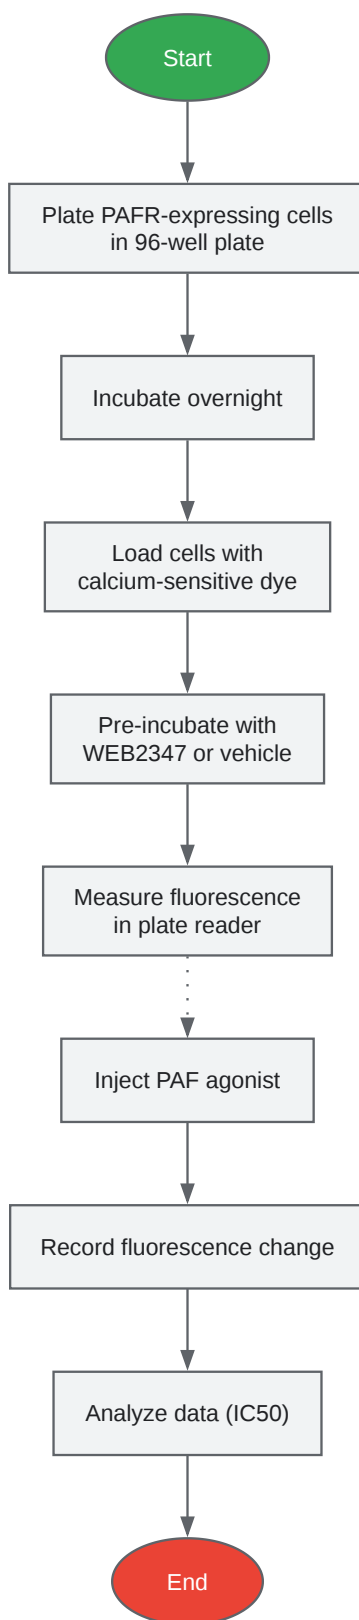 Start
Plate PAFR-expressing cells
in 96-well plate
Incubate overnight
Load cells with
calcium-sensitive dye
Pre-incubate with
WEB2347 or vehicle
Measure fluorescence
in plate reader
Inject PAF agonist
Record fluorescence change
Analyze data (IC50)
End